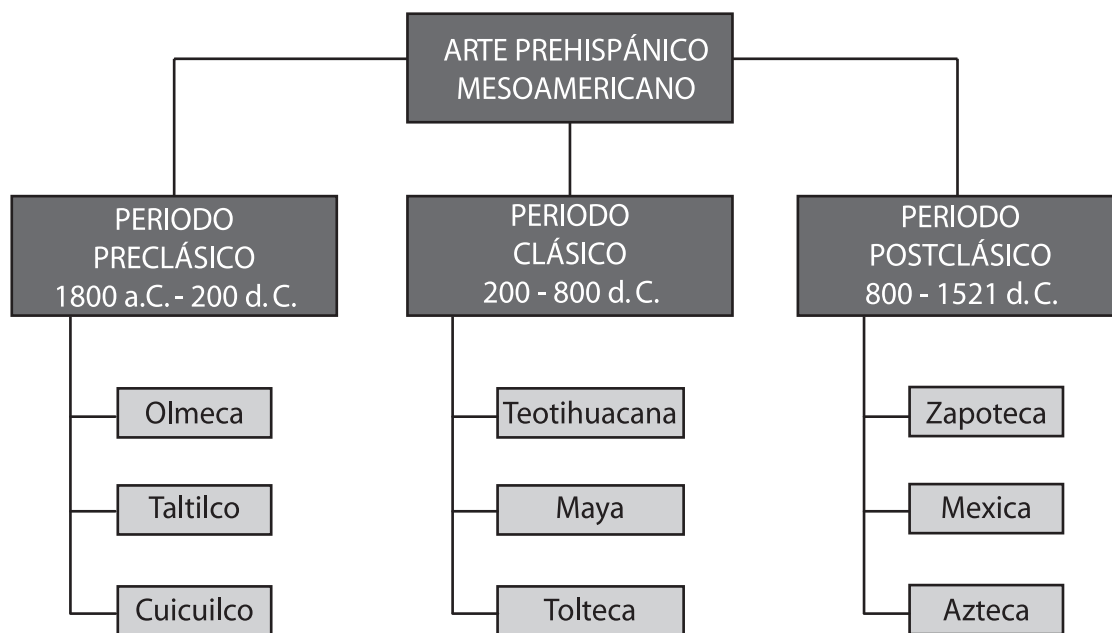 ARTE PREHISPÁNICO
MESOAMERICANO
PERIODO
PRECLÁSICO
1800 a.C. - 200 d. C.
Olmeca
Taltilco
Cuicuilco
PERIODO
CLÁSICO
200 - 800 d. C.
Teotihuacana
Maya
Tolteca
PERIODO
POSTCLÁSICO
800 - 1521 d. C.
Zapoteca
Mexica
Azteca